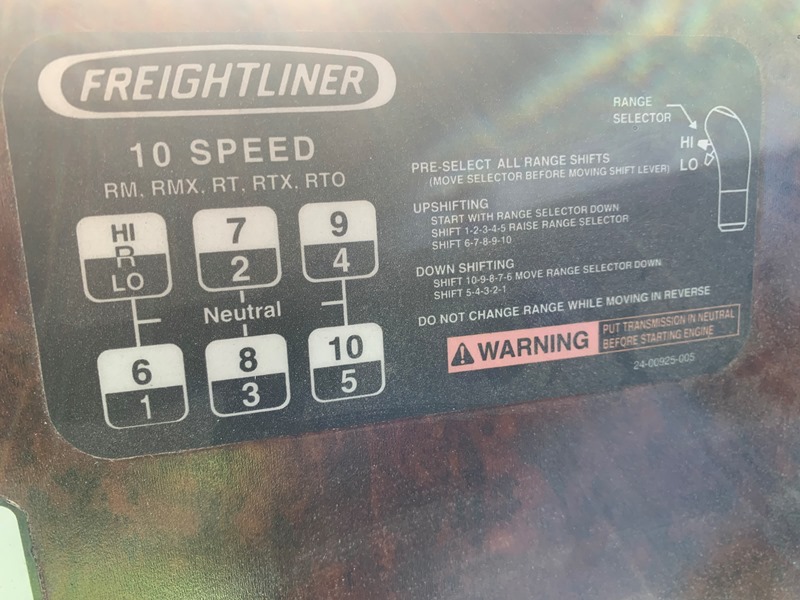 FREIGHTLINER
10 SPEED
RM, RMX, RT, RTX, RTO
HI
R
LO
7
2
9
4
Neutral
6
1
8
3
10
5
RANGE
SELECTOR
HI
LO
PRE-SELECT ALL RANGE SHIFTS
(MOVE SELECTOR BEFORE MOVING SHIFT LEVER)
UPSHIFTING
START WITH RANGE SELECTOR DOWN
SHIFT 1-2-3-4-5 RAISE RANGE SELECTOR
SHIFT 6-7-8-9-10
DOWN SHIFTING
SHIFT 10-9-8-7-6 MOVE RANGE SELECTOR DOWN
SHIFT 5-4-3-2-1
DO NOT CHANGE RANGE WHILE MOVING IN REVERSE
WARNING
PUT TRANSMISSION IN NEUTRAL
BEFORE STARTING ENGINE
24-00925-005